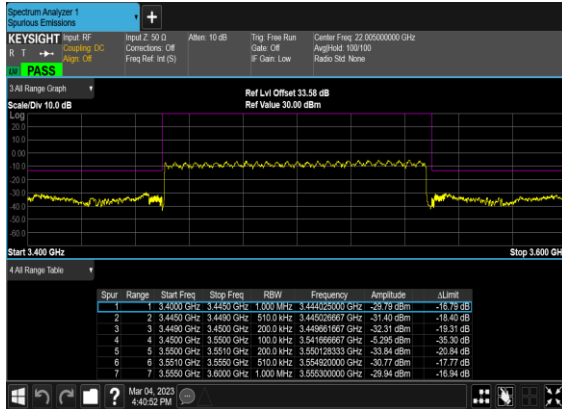 Spectrum Analyzer 1
Spurious Emissions
KEYSIGHT Input: RF Input Z: 50 Ω Atten: 10 dB Trig: Free Run Center Freq: 22.005000000 GHz
R T Coupling: DC Corrections: Off Gate: Off Avg|Hold: 100/100
Align: Off Freq Ref: Int (S) IF Gain: Low Radio Std: None
PASS
3 All Range Graph
Scale/Div 10.0 dB
Ref Lvl Offset 33.58 dB
Ref Value 30.00 dBm
Log
20.0
10.0
0.00
-10.0
-20.0
-30.0
-40.0
-50.0
-60.0
Start 3.400 GHz Stop 3.600 GHz
4 All Range Table
Spur Range Start Freq Stop Freq RBW Frequency Amplitude ΔLimit
1 1 3.4000 GHz 3.4450 GHz 1.000 MHz 3.444025000 GHz -29.79 dBm -16.79 dB
2 2 3.4450 GHz 3.4490 GHz 510.0 kHz 3.445026667 GHz -31.40 dBm -18.40 dB
3 3 3.4490 GHz 3.4500 GHz 200.0 kHz 3.449661667 GHz -32.31 dBm -19.31 dB
4 4 3.4500 GHz 3.5500 GHz 100.0 kHz 3.541666667 GHz -5.295 dBm -35.30 dB
5 5 3.5500 GHz 3.5510 GHz 200.0 kHz 3.550128333 GHz -33.84 dBm -20.84 dB
6 6 3.5510 GHz 3.5550 GHz 510.0 kHz 3.554920000 GHz -30.77 dBm -17.77 dB
7 7 3.5550 GHz 3.6000 GHz 1.000 MHz 3.555300000 GHz -29.94 dBm -16.94 dB
Mar 04, 2023
4:40:52 PM